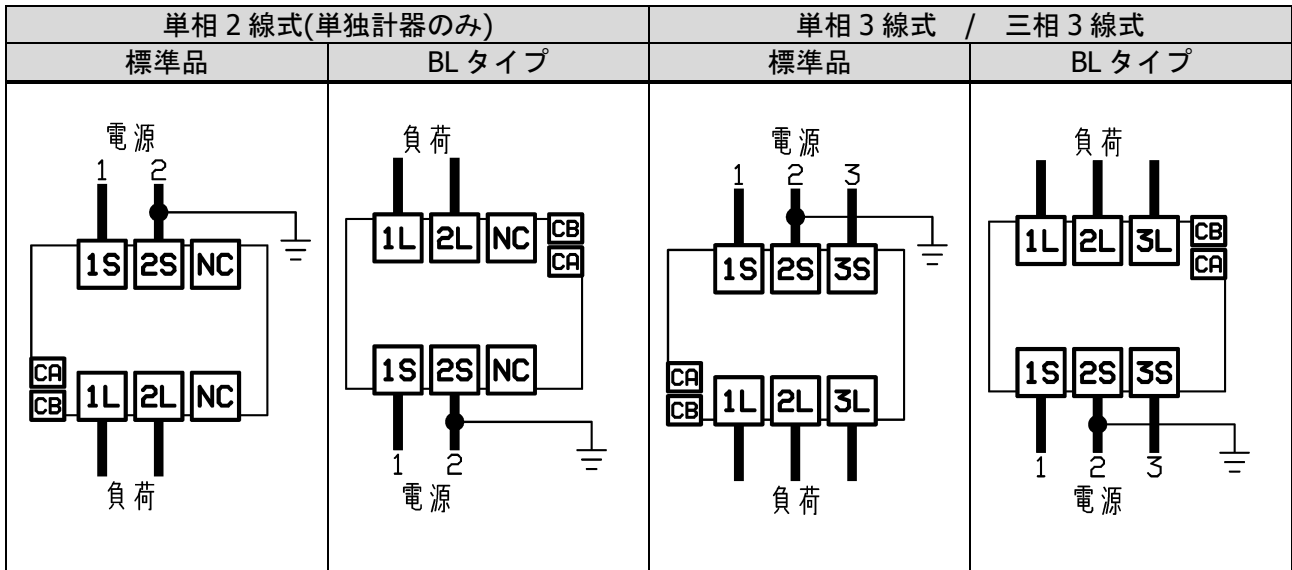 単相2線式(単独計器のみ)
単相3線式 / 三相3線式
標準品
BLタイプ
標準品
BLタイプ
電源
1 2
1S 2S NC
CA
CB
1L 2L NC
負荷
負荷
1L 2L NC CB
CA
1S 2S NC
1 2
電源
電源
1 2 3
1S 2S 3S
CA
CB
1L 2L 3L
負荷
負荷
1L 2L 3L CB
CA
1S 2S 3S
1 2 3
電源